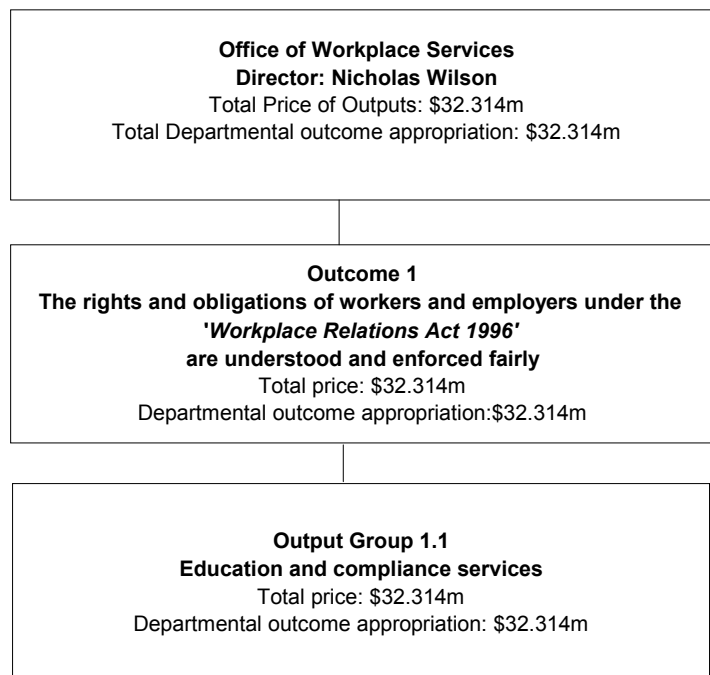 Office of Workplace Services
Director: Nicholas Wilson
Total Price of Outputs: $32.314m
Total Departmental outcome appropriation: $32.314m
Outcome 1
The rights and obligations of workers and employers under the
'Workplace Relations Act 1996'
are understood and enforced fairly
Total price: $32.314m
Departmental outcome appropriation:$32.314m
Output Group 1.1
Education and compliance services
Total price: $32.314m
Departmental outcome appropriation: $32.314m